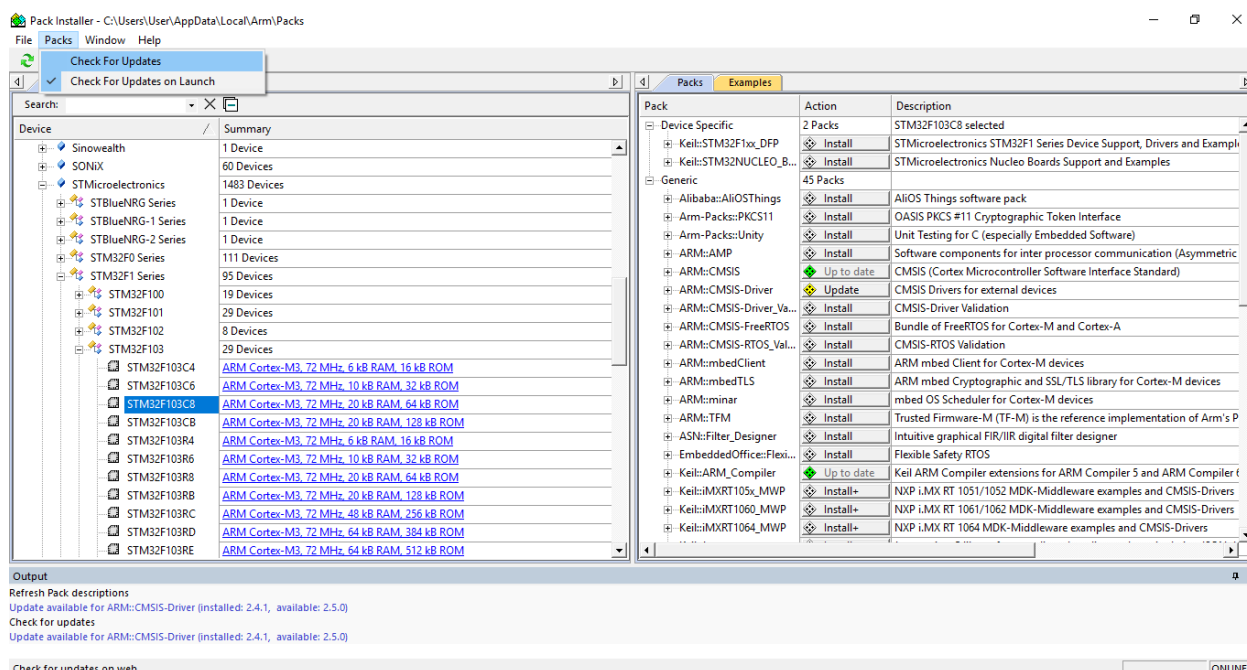 Pack Installer - C:\Users\User\AppData\Local\Arm\Packs
File Packs Window Help
Check For Updates
Check For Updates on Launch
Search:
Device Summary
Sinowealth 1 Device
SONiX 60 Devices
STMicroelectronics 1483 Devices
STBlueNRG Series 1 Device
STBlueNRG-1 Series 1 Device
STBlueNRG-2 Series 1 Device
STM32F0 Series 111 Devices
STM32F1 Series 95 Devices
STM32F100 19 Devices
STM32F101 29 Devices
STM32F102 8 Devices
STM32F103 29 Devices
STM32F103C4 ARM Cortex-M3, 72 MHz, 6 kB RAM, 16 kB ROM
STM32F103C6 ARM Cortex-M3, 72 MHz, 10 kB RAM, 32 kB ROM
STM32F103C8 ARM Cortex-M3, 72 MHz, 20 kB RAM, 64 kB ROM
STM32F103CB ARM Cortex-M3, 72 MHz, 20 kB RAM, 128 kB ROM
STM32F103R4 ARM Cortex-M3, 72 MHz, 6 kB RAM, 16 kB ROM
STM32F103R6 ARM Cortex-M3, 72 MHz, 10 kB RAM, 32 kB ROM
STM32F103R8 ARM Cortex-M3, 72 MHz, 20 kB RAM, 64 kB ROM
STM32F103RB ARM Cortex-M3, 72 MHz, 20 kB RAM, 128 kB ROM
STM32F103RC ARM Cortex-M3, 72 MHz, 48 kB RAM, 256 kB ROM
STM32F103RD ARM Cortex-M3, 72 MHz, 64 kB RAM, 384 kB ROM
STM32F103RE ARM Cortex-M3, 72 MHz, 64 kB RAM, 512 kB ROM
Packs Examples
Pack Action Description
Device Specific 2 Packs STM32F103C8 selected
Keil::STM32F1xx_DFP Install STMicroelectronics STM32F1 Series Device Support, Drivers and Example
Keil::STM32NUCLEO_B... Install STMicroelectronics Nucleo Boards Support and Examples
Generic 45 Packs
Alibaba::AliOSThings Install AliOS Things software pack
Arm-Packs::PKCS11 Install OASIS PKCS #11 Cryptographic Token Interface
Arm-Packs::Unity Install Unit Testing for C (especially Embedded Software)
ARM::AMP Install Software components for inter processor communication (Asymmetric
ARM::CMSIS Up to date CMSIS (Cortex Microcontroller Software Interface Standard)
ARM::CMSIS-Driver Update CMSIS Drivers for external devices
ARM::CMSIS-Driver_Va... Install CMSIS-Driver Validation
ARM::CMSIS-FreeRTOS Install Bundle of FreeRTOS for Cortex-M and Cortex-A
ARM::CMSIS-RTOS_Val... Install CMSIS-RTOS Validation
ARM::mbedClient Install ARM mbed Client for Cortex-M devices
ARM::mbedTLS Install ARM mbed Cryptographic and SSL/TLS library for Cortex-M devices
ARM::minar Install mbed OS Scheduler for Cortex-M devices
ARM::TFM Install Trusted Firmware-M (TF-M) is the reference implementation of Arm's P
ASN::Filter_Designer Install Intuitive graphical FIR/IIR digital filter designer
EmbeddedOffice::Flexi... Install Flexible Safety RTOS
Keil::ARM_Compiler Up to date Keil ARM Compiler extensions for ARM Compiler 5 and ARM Compiler 6
Keil::iMXRT105x_MWP Install+ NXP i.MX RT 1051/1052 MDK-Middleware examples and CMSIS-Drivers
Keil::iMXRT1060_MWP Install+ NXP i.MX RT 1061/1062 MDK-Middleware examples and CMSIS-Drivers
Keil::iMXRT1064_MWP Install+ NXP i.MX RT 1064 MDK-Middleware examples and CMSIS-Drivers
Output
Refresh Pack descriptions
Update available for ARM::CMSIS-Driver (installed: 2.4.1, available: 2.5.0)
Check for updates
Update available for ARM::CMSIS-Driver (installed: 2.4.1, available: 2.5.0)
Check for updates on web ONLINE